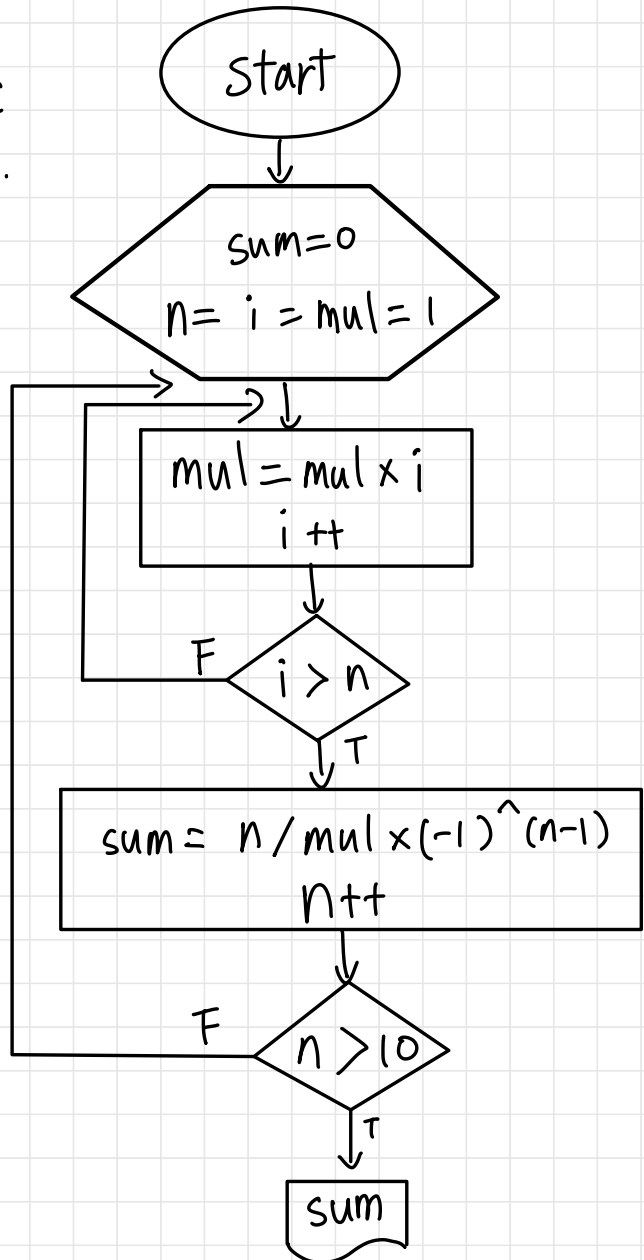 start
sum=0
n= i = mul = 1
mul = mul × i
i ++
F
i > n
T
sum= n/mul ×(-1)^(n-1)
n++
F
n >10
T
sum